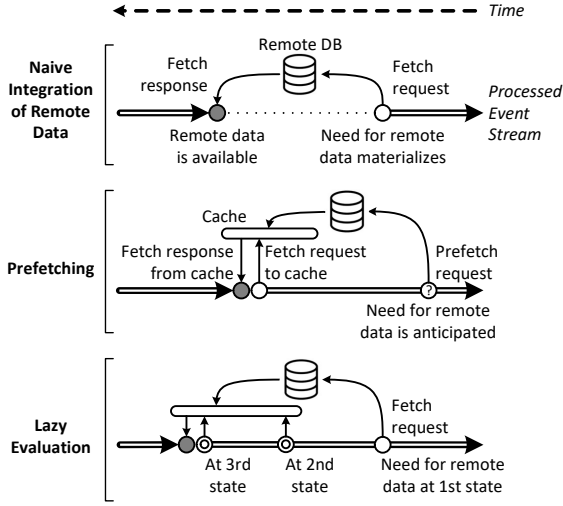 Time
Naive
Integration
of Remote
Data
Fetch
response
Remote DB
Fetch
request
Processed
Event
Stream
Remote data
is available
Need for remote
data materializes
Prefetching
Cache
Fetch response
from cache
Fetch request
to cache
Prefetch
request
?
Need for remote
data is anticipated
Lazy
Evaluation
Fetch
request
At 3rd
state
At 2nd
state
Need for remote
data at 1st state